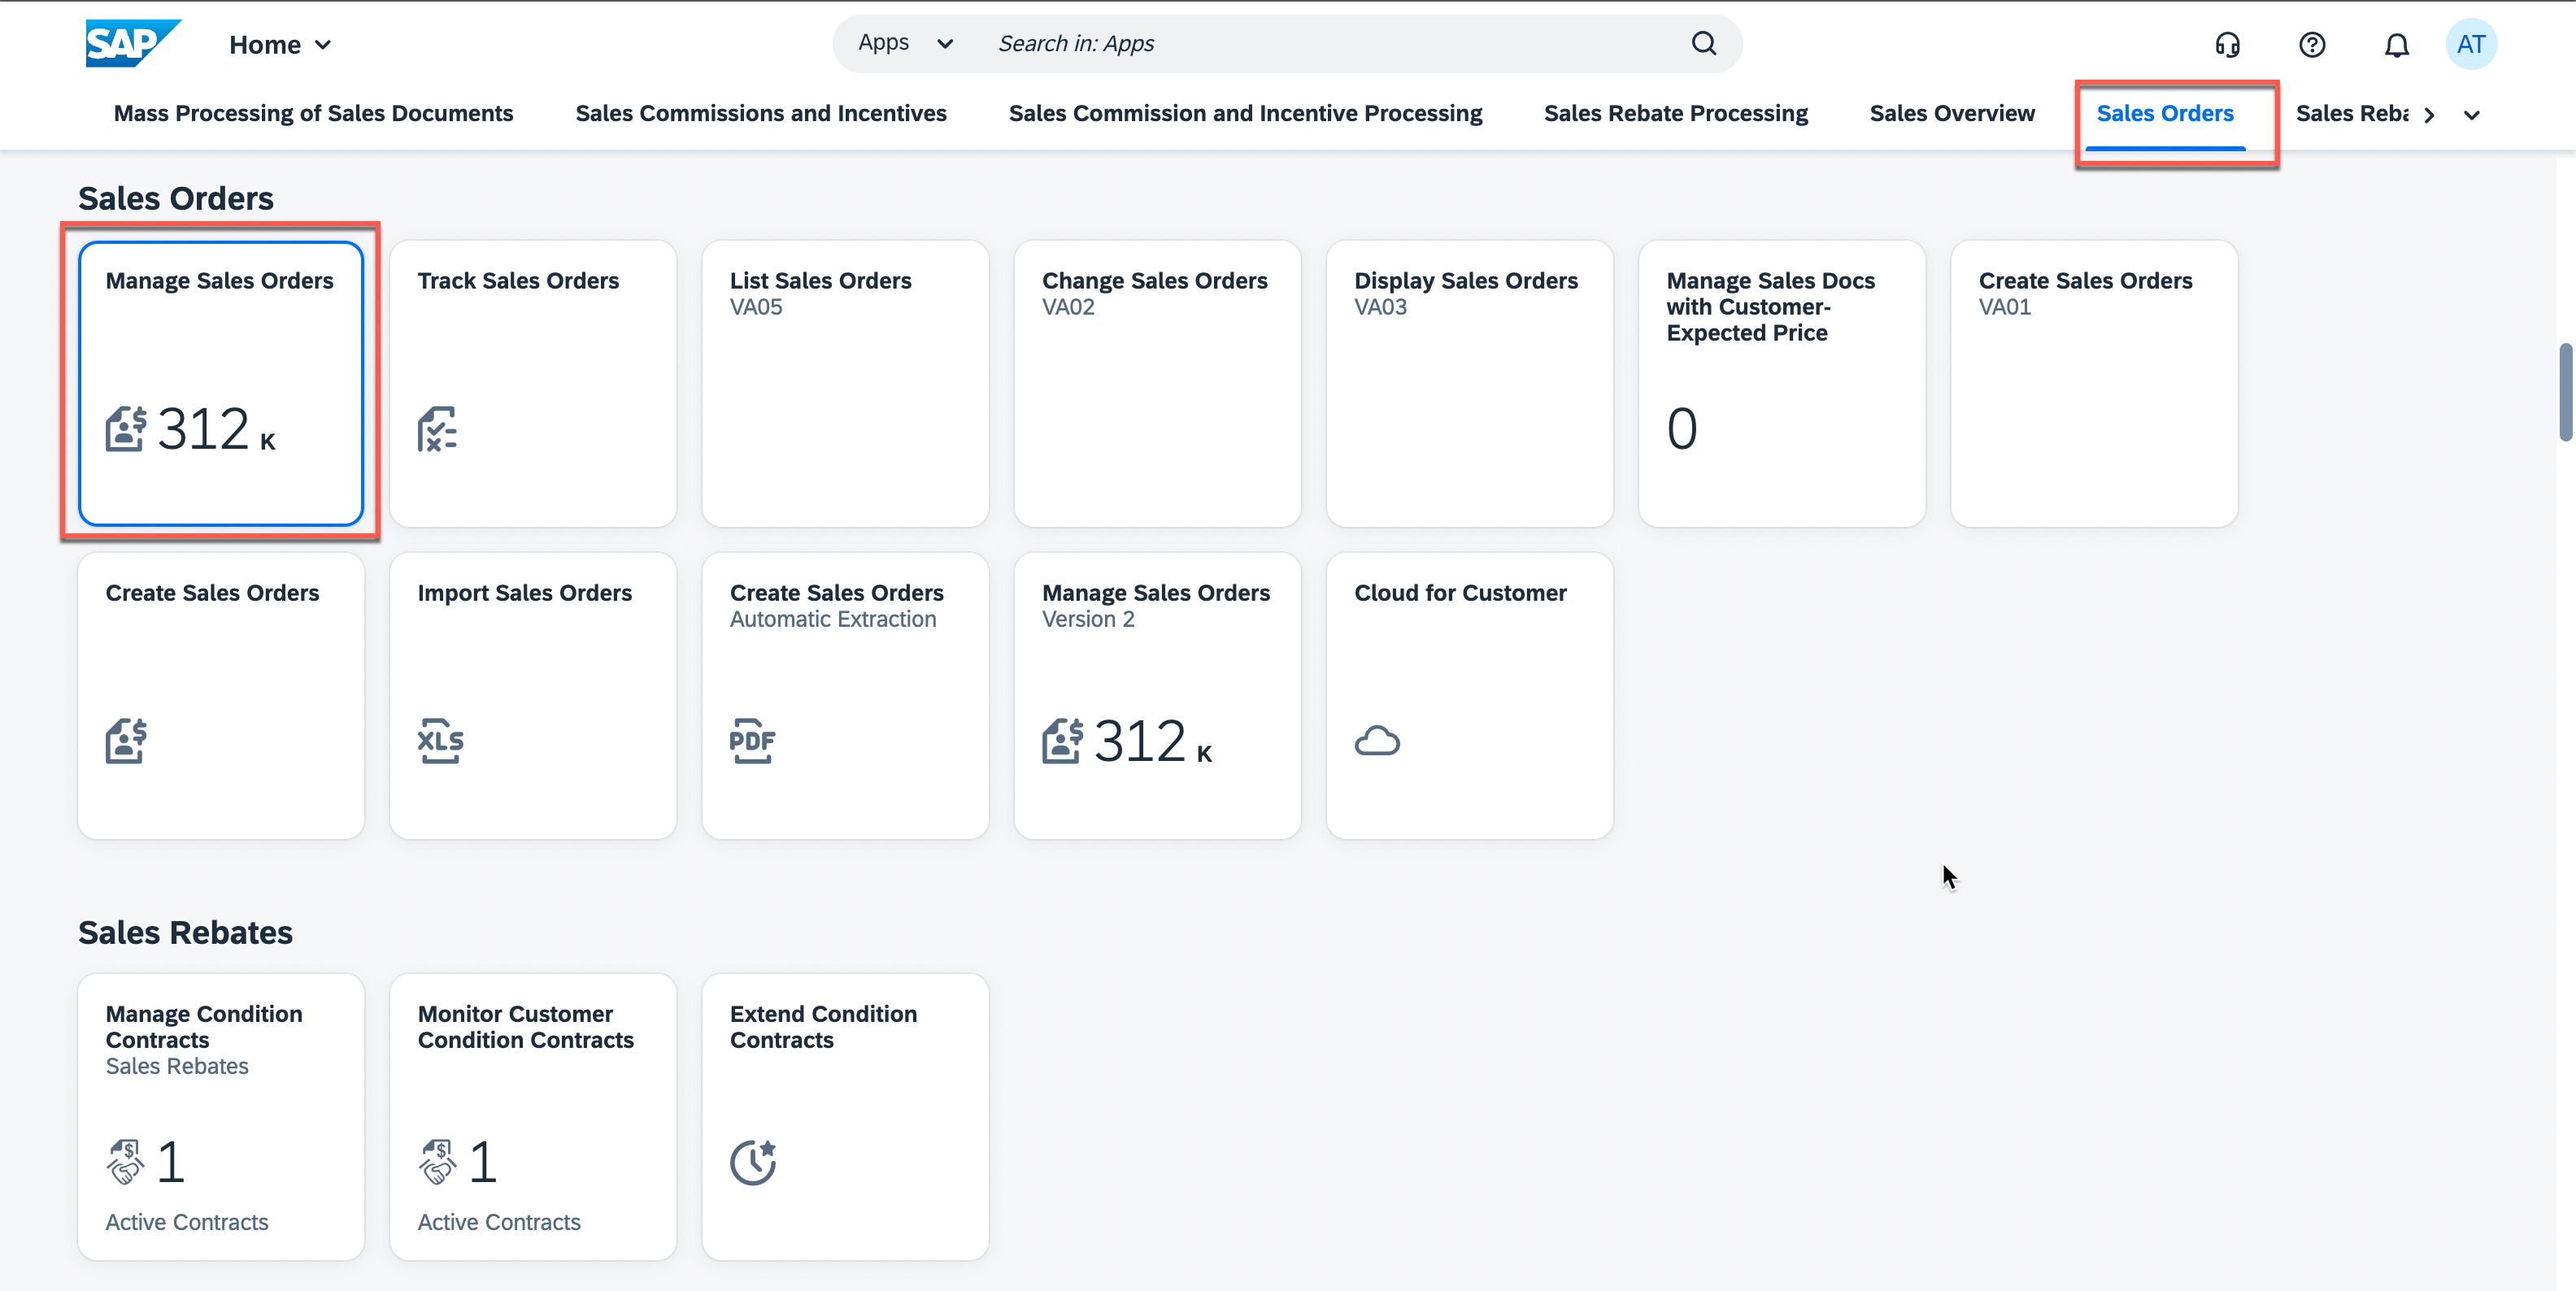 SAP
Home
Apps
Search in: Apps
AT
Mass Processing of Sales Documents
Sales Commissions and Incentives
Sales Commission and Incentive Processing
Sales Rebate Processing
Sales Overview
Sales Orders
Sales Reba
Sales Orders
Manage Sales Orders
312 K
Track Sales Orders
List Sales Orders
VA05
Change Sales Orders
VA02
Display Sales Orders
VA03
Manage Sales Docs
with Customer-
Expected Price
0
Create Sales Orders
VA01
Create Sales Orders
Import Sales Orders
XLS
Create Sales Orders
Automatic Extraction
PDF
Manage Sales Orders
Version 2
312 K
Cloud for Customer
Sales Rebates
Manage Condition
Contracts
Sales Rebates
1
Active Contracts
Monitor Customer
Condition Contracts
1
Active Contracts
Extend Condition
Contracts